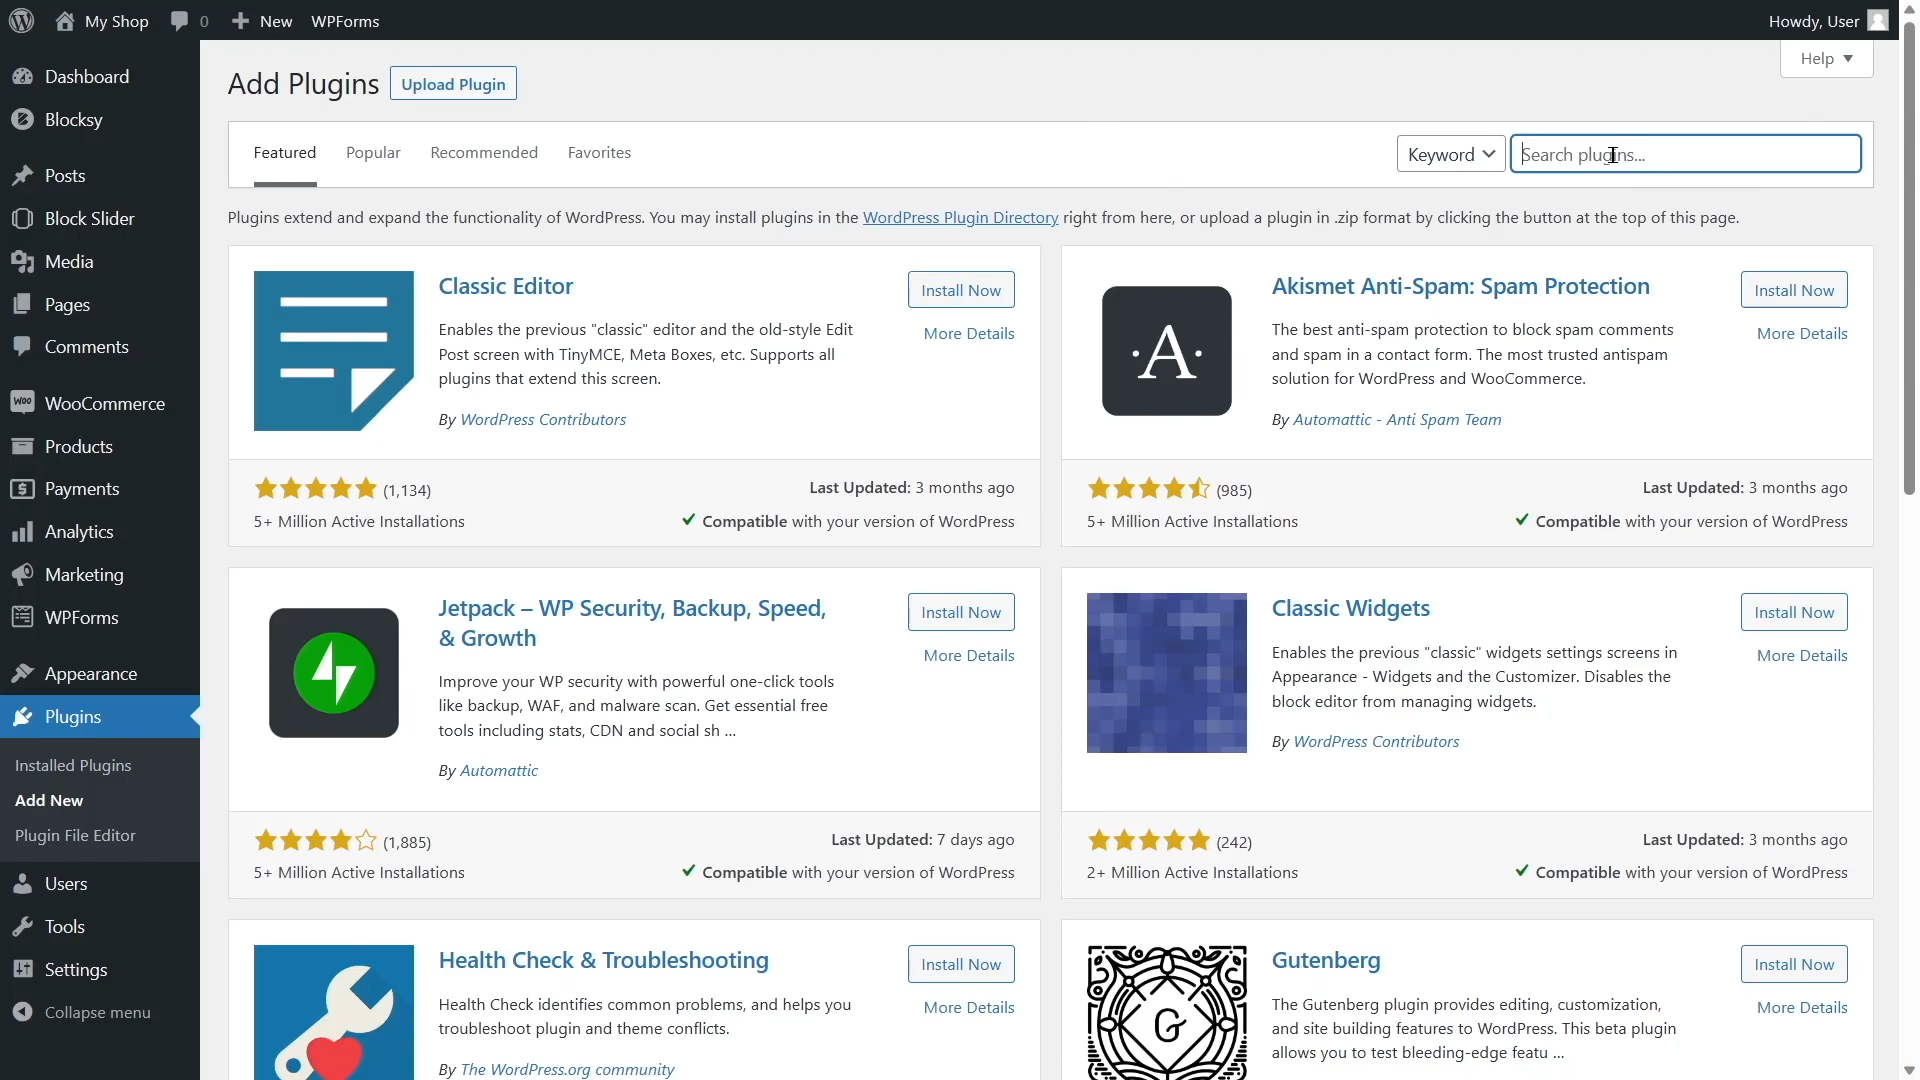 My Shop 0 New WPForms Howdy, User
Dashboard
Blocksy
Posts
Block Slider
Media
Pages
Comments
WooCommerce
Products
Payments
Analytics
Marketing
WPForms
Appearance
Plugins
Installed Plugins
Add New
Plugin File Editor
Users
Tools
Settings
Collapse menu
Help
Add Plugins Upload Plugin
Featured Popular Recommended Favorites Keyword Search plugins...
Plugins extend and expand the functionality of WordPress. You may install plugins in the WordPress Plugin Directory right from here, or upload a plugin in .zip format by clicking the button at the top of this page.
Classic Editor
Install Now
More Details
Enables the previous "classic" editor and the old-style Edit
Post screen with TinyMCE, Meta Boxes, etc. Supports all
plugins that extend this screen.
By WordPress Contributors
(1,134) Last Updated: 3 months ago
5+ Million Active Installations Compatible with your version of WordPress
Akismet Anti-Spam: Spam Protection
Install Now
More Details
The best anti-spam protection to block spam comments
and spam in a contact form. The most trusted antispam
solution for WordPress and WooCommerce.
By Automattic - Anti Spam Team
A
(985) Last Updated: 3 months ago
5+ Million Active Installations Compatible with your version of WordPress
Jetpack – WP Security, Backup, Speed,
& Growth
Install Now
More Details
Improve your WP security with powerful one-click tools
like backup, WAF, and malware scan. Get essential free
tools including stats, CDN and social sh ...
By Automattic
(1,885) Last Updated: 7 days ago
5+ Million Active Installations Compatible with your version of WordPress
Classic Widgets
Install Now
More Details
Enables the previous "classic" widgets settings screens in
Appearance - Widgets and the Customizer. Disables the
block editor from managing widgets.
By WordPress Contributors
(242) Last Updated: 3 months ago
2+ Million Active Installations Compatible with your version of WordPress
Health Check & Troubleshooting
Install Now
More Details
Health Check identifies common problems, and helps you
troubleshoot plugin and theme conflicts.
By The WordPress.org community
Gutenberg
Install Now
More Details
The Gutenberg plugin provides editing, customization,
and site building features to WordPress. This beta plugin
allows you to test bleeding-edge featu ...
G